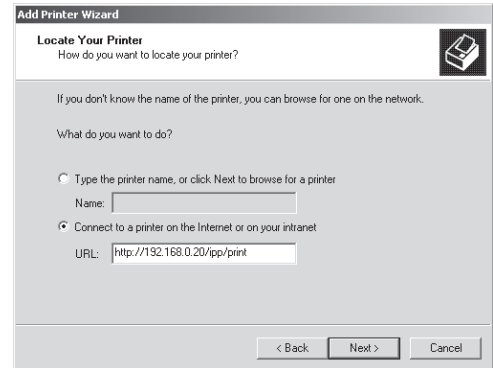 Add Printer Wizard
Locate Your Printer
How do you want to locate your printer?
If you don't know the name of the printer, you can browse for one on the network.
What do you want to do?
Type the printer name, or click Next to browse for a printer
Name:
Connect to a printer on the Internet or on your intranet
URL: http://192.168.0.20/ipp/print
< Back Next > Cancel